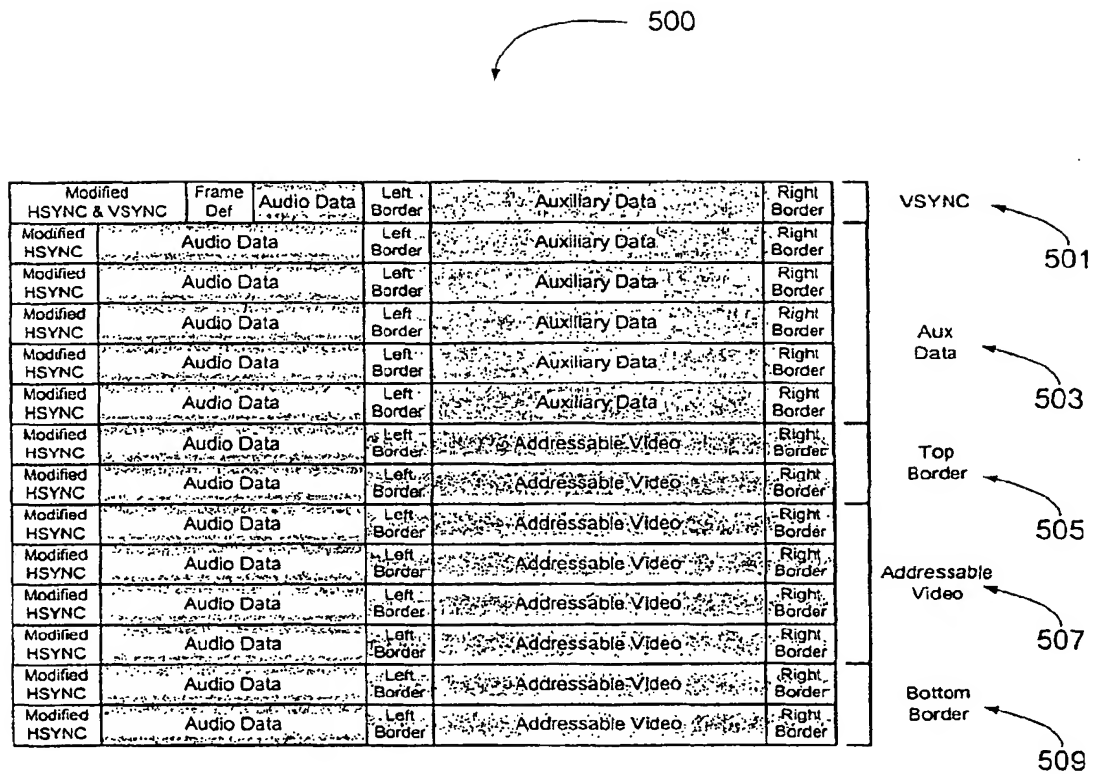 500
Modified HSYNC & VSYNC Frame Def Audio Data Left Border Auxiliary Data Right Border VSYNC
501
Modified HSYNC Audio Data Left Border Auxiliary Data Right Border
Modified HSYNC Audio Data Left Border Auxiliary Data Right Border
Modified HSYNC Audio Data Left Border Auxiliary Data Right Border
Aux Data
503
Modified HSYNC Audio Data Left Border Auxiliary Data Right Border
Modified HSYNC Audio Data Left Border Auxiliary Data Right Border
Modified HSYNC Audio Data Left Border Addressable Video Right Border
Top Border
505
Modified HSYNC Audio Data Left Border Addressable Video Right Border
Modified HSYNC Audio Data Left Border Addressable Video Right Border
Modified HSYNC Audio Data Left Border Addressable Video Right Border
Addressable Video
507
Modified HSYNC Audio Data Left Border Addressable Video Right Border
Modified HSYNC Audio Data Left Border Addressable Video Right Border
Modified HSYNC Audio Data Left Border Addressable Video Right Border
Bottom Border
509
Modified HSYNC Audio Data Left Border Addressable Video Right Border